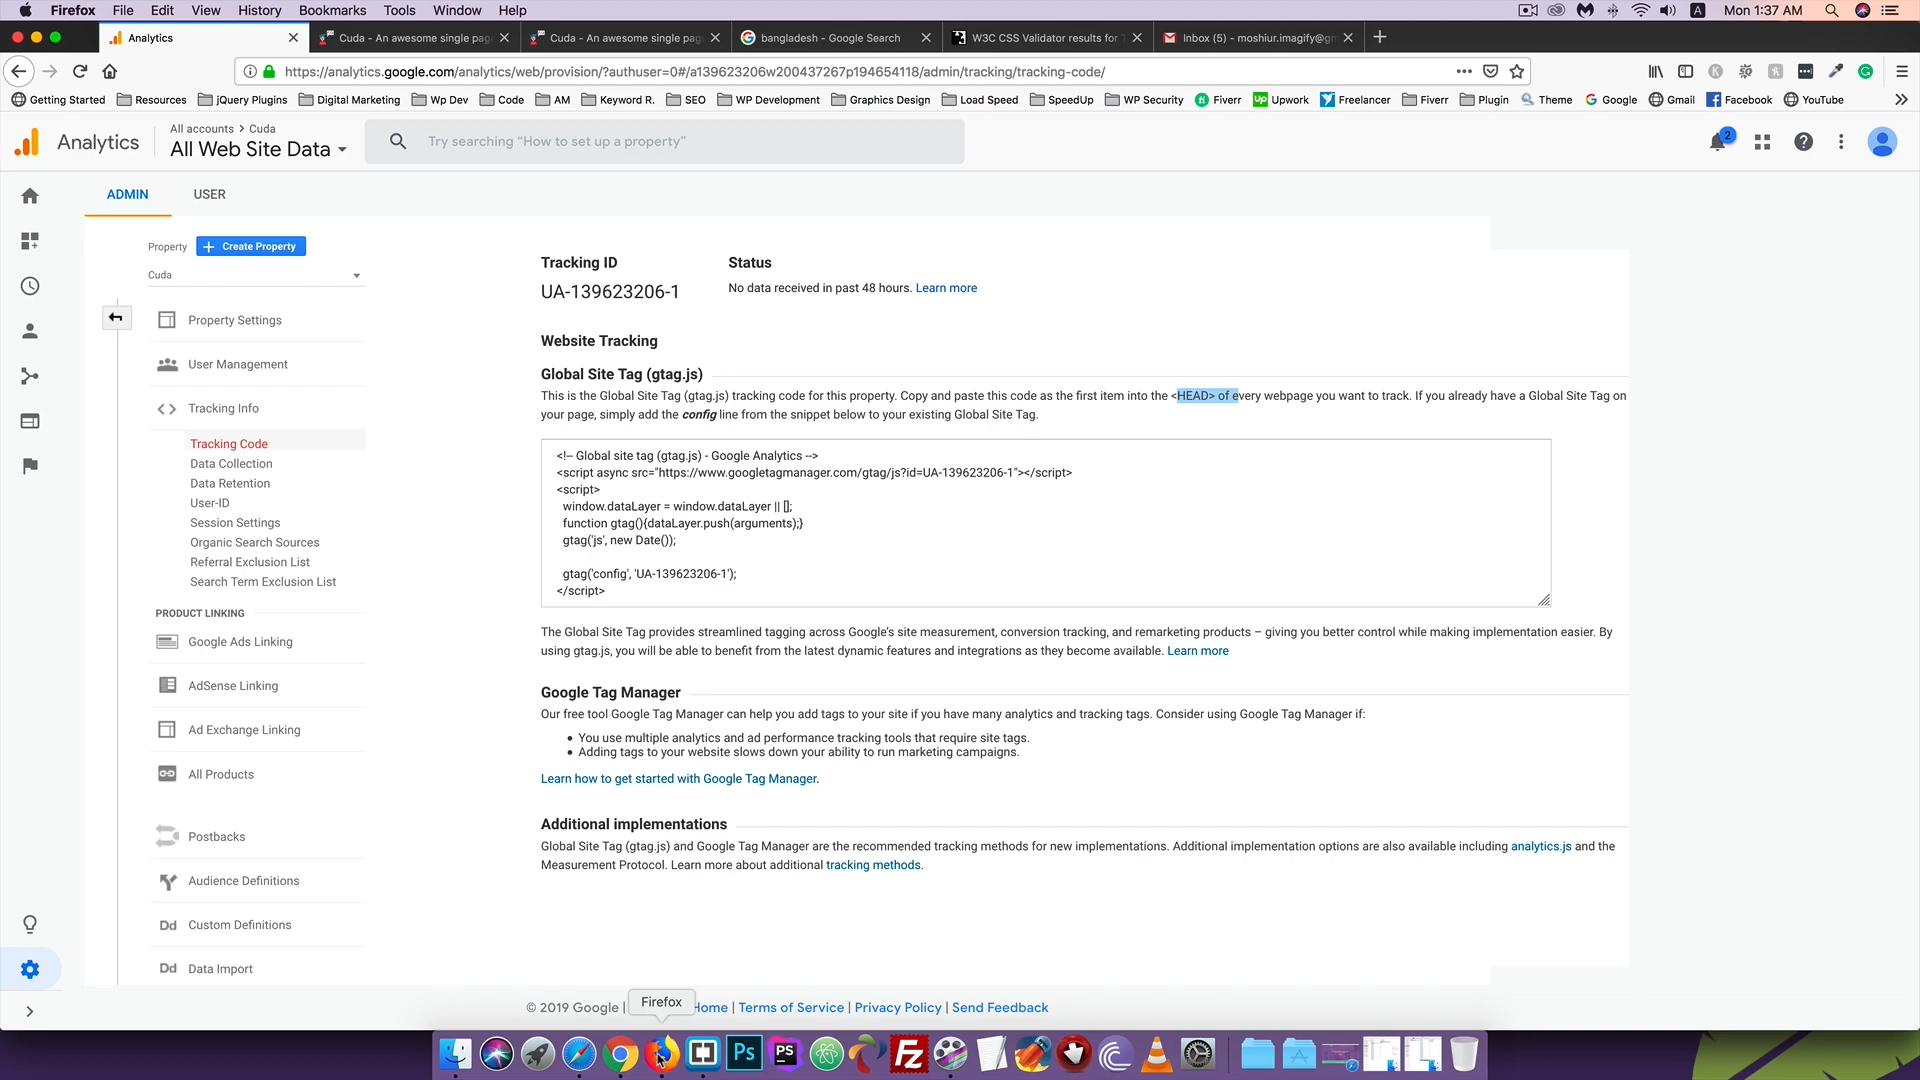 Firefox File Edit View History Bookmarks Tools Window Help
A Mon 1:37 AM
Analytics
Cuda - An awesome single pag
Cuda - An awesome single pag
bangladesh - Google Search
W3C CSS Validator results for T
Inbox (5) - moshiur.imagify@gm
https://analytics.google.com/analytics/web/provision/?authuser=0#/a139623206w200437267p194654118/admin/tracking/tracking-code/
Getting Started Resources jQuery Plugins Digital Marketing Wp Dev Code AM Keyword R. SEO WP Development Graphics Design Load Speed SpeedUp WP Security Fiverr Upwork Freelancer Fiverr Plugin Theme Google Gmail Facebook YouTube
Analytics
All accounts > Cuda
All Web Site Data
Try searching “How to set up a property”
2
ADMIN USER
Property + Create Property
Cuda
Property Settings
User Management
Tracking Info
Tracking Code
Data Collection
Data Retention
User-ID
Session Settings
Organic Search Sources
Referral Exclusion List
Search Term Exclusion List
PRODUCT LINKING
Google Ads Linking
AdSense Linking
Ad Exchange Linking
All Products
Postbacks
Audience Definitions
Dd Custom Definitions
Dd Data Import
Tracking ID
UA-139623206-1
Status
No data received in past 48 hours. Learn more
Website Tracking
Global Site Tag (gtag.js)
This is the Global Site Tag (gtag.js) tracking code for this property. Copy and paste this code as the first item into the <HEAD> of every webpage you want to track. If you already have a Global Site Tag on
your page, simply add the config line from the snippet below to your existing Global Site Tag.
<!-- Global site tag (gtag.js) - Google Analytics -->
<script async src="https://www.googletagmanager.com/gtag/js?id=UA-139623206-1"></script>
<script>
window.dataLayer = window.dataLayer || [];
function gtag(){dataLayer.push(arguments);}
gtag('js', new Date());
gtag('config', 'UA-139623206-1');
</script>
The Global Site Tag provides streamlined tagging across Google’s site measurement, conversion tracking, and remarketing products – giving you better control while making implementation easier. By
using gtag.js, you will be able to benefit from the latest dynamic features and integrations as they become available. Learn more
Google Tag Manager
Our free tool Google Tag Manager can help you add tags to your site if you have many analytics and tracking tags. Consider using Google Tag Manager if:
• You use multiple analytics and ad performance tracking tools that require site tags.
• Adding tags to your website slows down your ability to run marketing campaigns.
Learn how to get started with Google Tag Manager.
Additional implementations
Global Site Tag (gtag.js) and Google Tag Manager are the recommended tracking methods for new implementations. Additional implementation options are also available including analytics.js and the
Measurement Protocol. Learn more about additional tracking methods.
© 2019 Google | Home | Terms of Service | Privacy Policy | Send Feedback
Firefox
Ps PS FZ